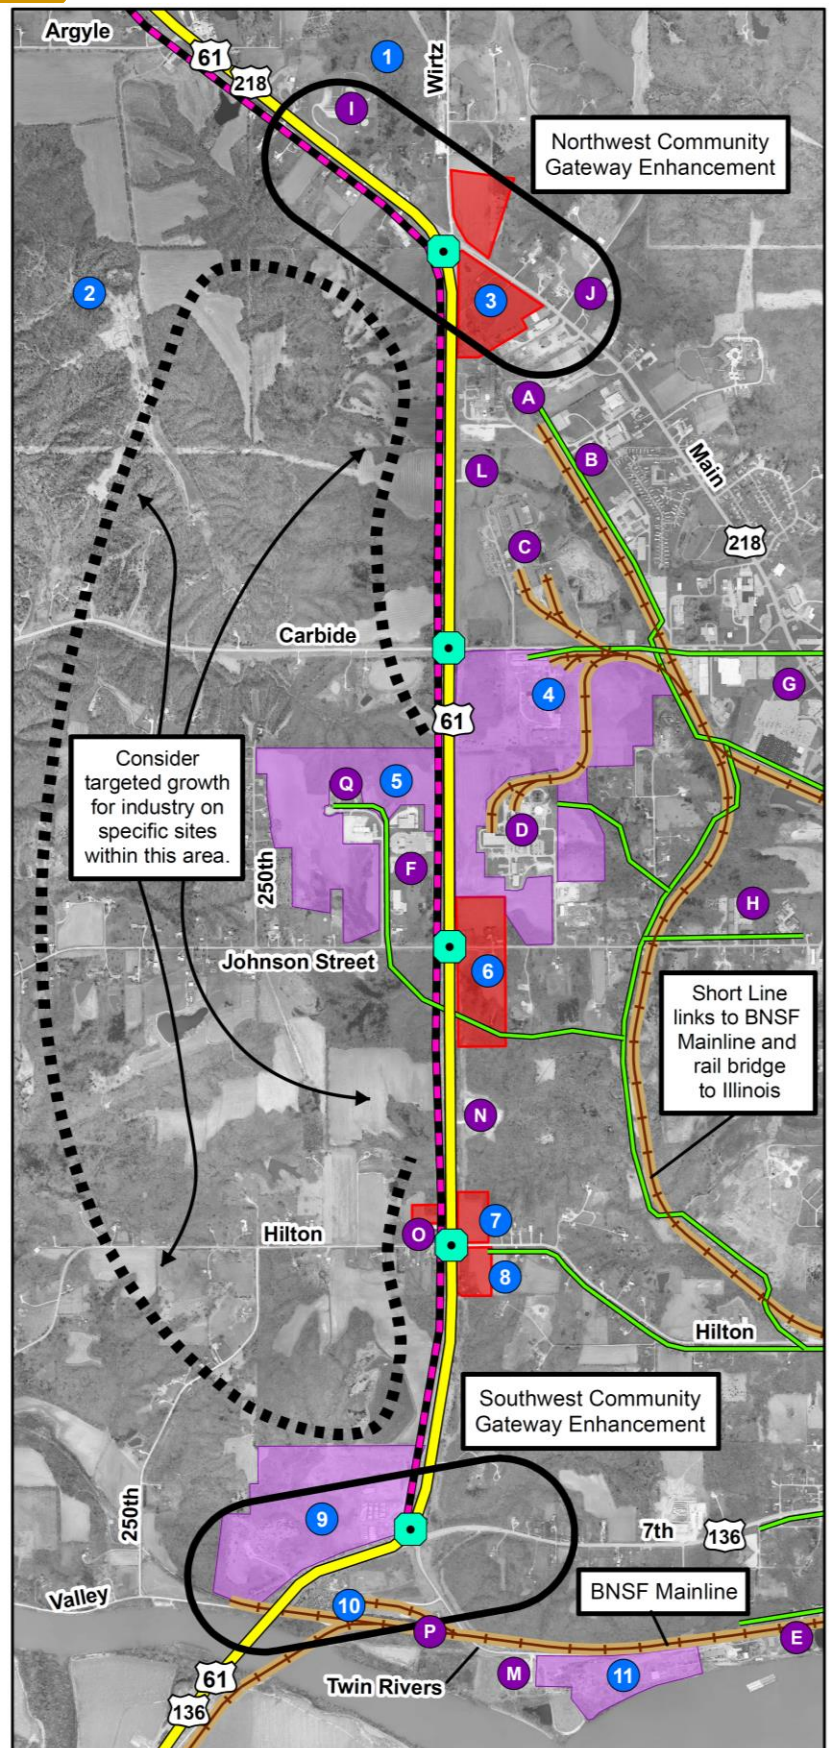 Argyle
61
218
1
Wirtz
I
Northwest Community
Gateway Enhancement
2
3
J
A
B
Main
L
218
C
Carbide
G
4
61
Consider
targeted growth
for industry on
specific sites
within this area.
Q
5
D
250th
F
H
Johnson Street
6
Short Line
links to BNSF
Mainline and
rail bridge
to Illinois
N
Hilton
O
7
8
Hilton
Southwest Community
Gateway Enhancement
250th
9
7th
136
Valley
10
BNSF Mainline
P
E
61
136
Twin Rivers
M
11